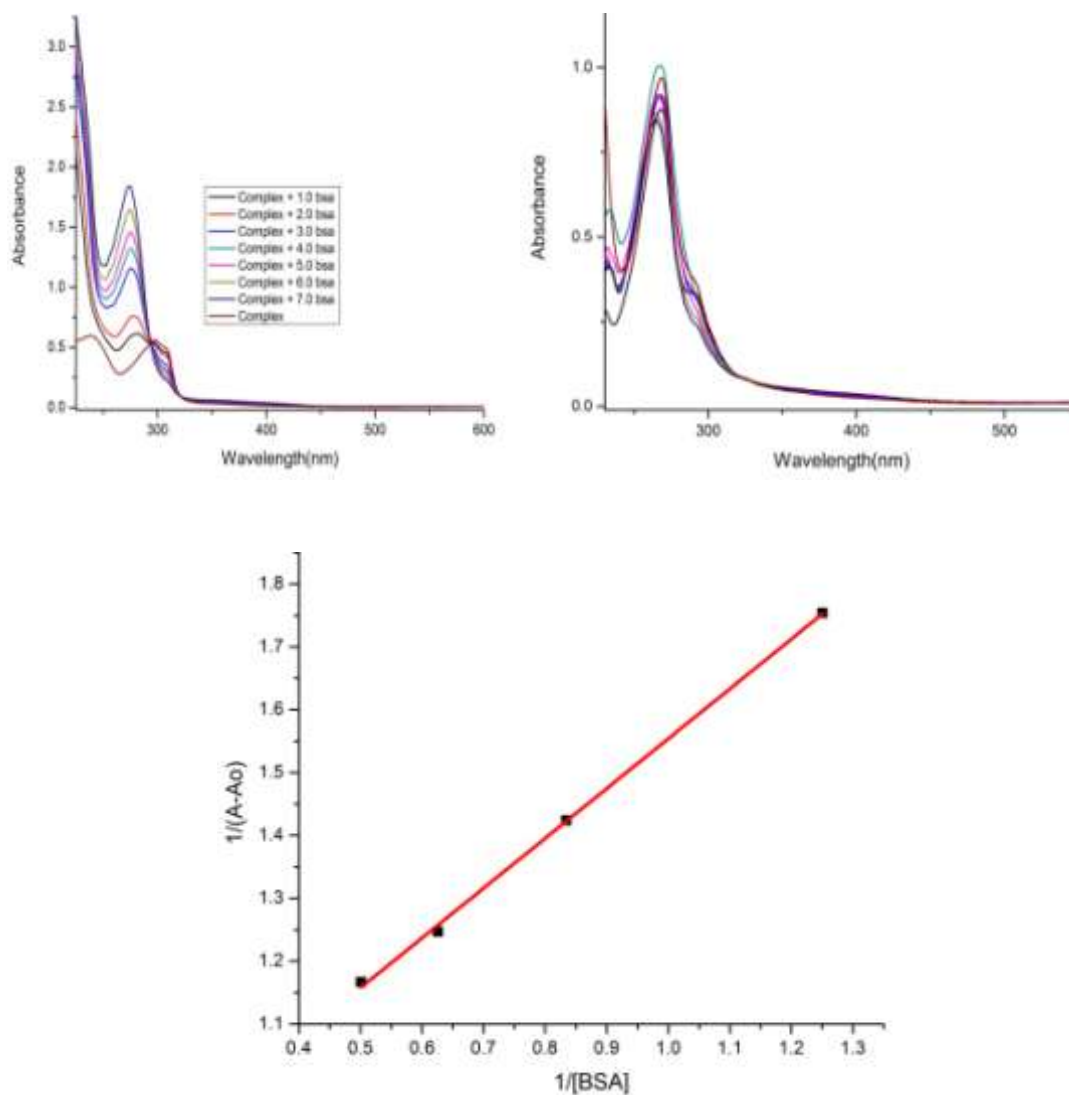 3.0
2.5
2.0
1.5
1.0
0.5
0.0
Absorbance
300
400
500
600
Wavelength(nm)
Complex + 1.0 bsa
Complex + 2.0 bsa
Complex + 3.0 bsa
Complex + 4.0 bsa
Complex + 5.0 bsa
Complex + 6.0 bsa
Complex + 7.0 bsa
Complex
1.0
0.5
0.0
Absorbance
300
400
500
Wavelength(nm)
1.8
1.7
1.6
1.5
1.4
1.3
1.2
1.1
1/(A-Ao)
0.4
0.5
0.6
0.7
0.8
0.9
1.0
1.1
1.2
1.3
1/[BSA]